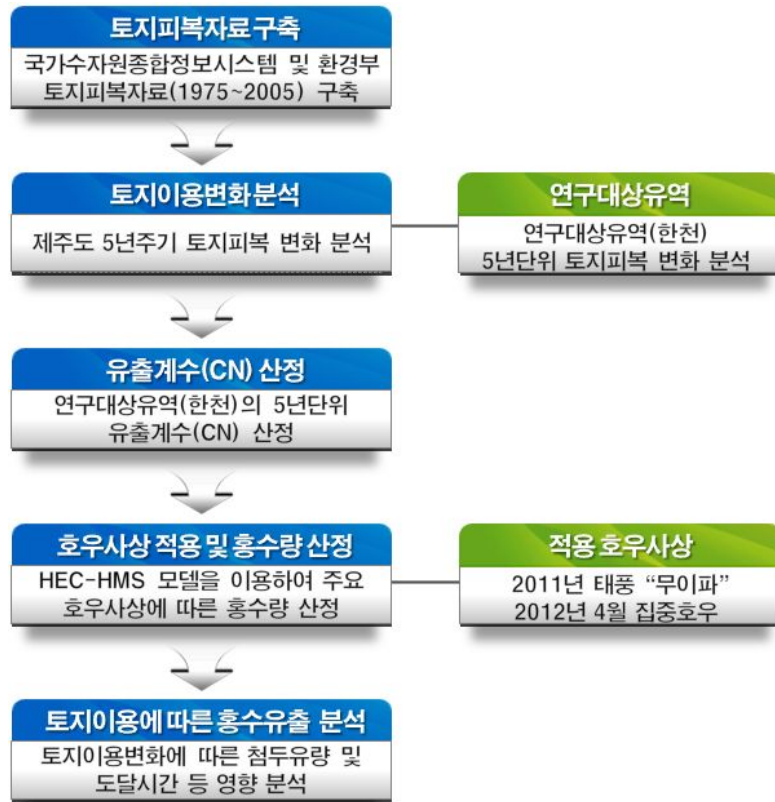 토지피복자료구축
국가수자원종합정보시스템 및 환경부
토지피복자료(1975~2005) 구축
토지이용변화분석
제주도 5년주기 토지피복 변화 분석
연구대상유역
연구대상유역(한천)
5년단위 토지피복 변화 분석
유출계수(CN) 산정
연구대상유역(한천)의 5년단위
유출계수(CN) 산정
호우사상 적용 및 홍수량 산정
HEC-HMS 모델을 이용하여 주요
호우사상에 따른 홍수량 산정
적용 호우사상
2011년 태풍 “무이파”
2012년 4월 집중호우
토지이용에 따른 홍수유출 분석
토지이용변화에 따른 첨두유량 및
도달시간 등 영향 분석